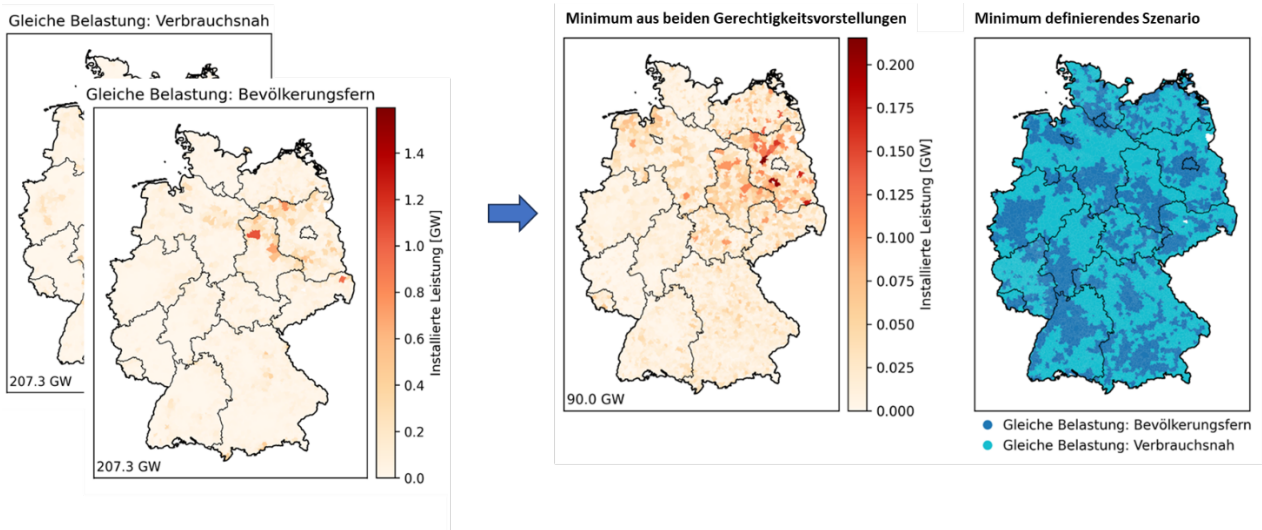 Gleiche Belastung: Verbrauchsnah
207.3 GW
Gleiche Belastung: Bevölkerungsfern
1.4
1.2
1.0
0.8
0.6
0.4
0.2
0.0
Installierte Leistung [GW]
207.3 GW
Minimum aus beiden Gerechtigkeitsvorstellungen
0.200
0.175
0.150
0.125
0.100
0.075
0.050
0.025
0.000
Installierte Leistung [GW]
90.0 GW
Minimum definierendes Szenario
Gleiche Belastung: Bevölkerungsfern
Gleiche Belastung: Verbrauchsnah